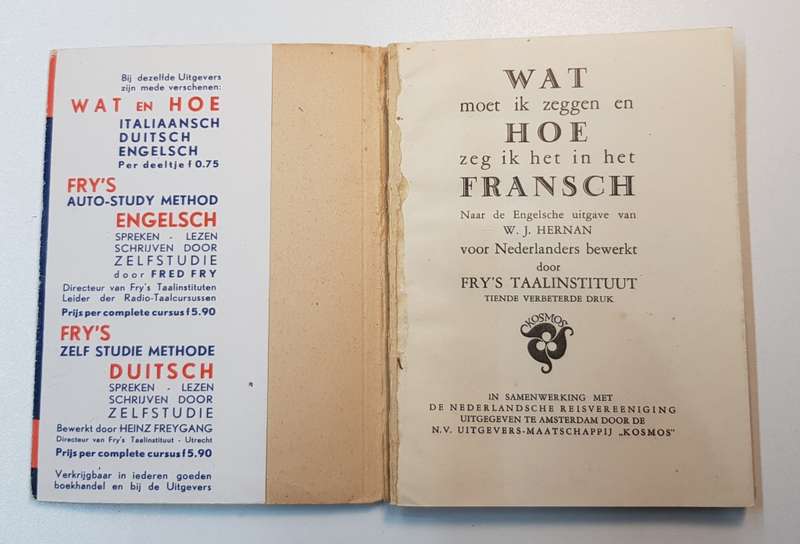 Bij dezelfde Uitgevers
zijn mede verschenen:
WAT EN HOE
ITALIAANSCH
DUITSCH
ENGELSCH
Per deeltje f 0.75
FRY'S
AUTO-STUDY METHOD
ENGELSCH
SPREKEN - LEZEN
SCHRIJVEN DOOR
ZELFSTUDIE
door FRED FRY
Directeur van Fry's Taalinstituten
Leider der Radio-Taalcursussen
Prijs per complete cursus f 5.90
FRY'S
ZELF STUDIE METHODE
DUITSCH
SPREKEN - LEZEN
SCHRIJVEN DOOR
ZELFSTUDIE
Bewerkt door HEINZ FREYGANG
Directeur van Fry's Taalinstituut - Utrecht
Prijs per complete cursus f 5.90
Verkrijgbaar in iederen goeden
boekhandel en bij de Uitgevers
WAT
moet ik zeggen en
HOE
zeg ik het in het
FRANSCH
Naar de Engelsche uitgave van
W. J. HERNAN
voor Nederlanders bewerkt
door
FRY'S TAALINSTITUUT
TIENDE VERBETERDE DRUK
KOSMOS
IN SAMENWERKING MET
DE NEDERLANDSCHE REISVEREENIGING
UITGEGEVEN TE AMSTERDAM DOOR DE
N.V. UITGEVERS-MAATSCHAPPIJ „KOSMOS"